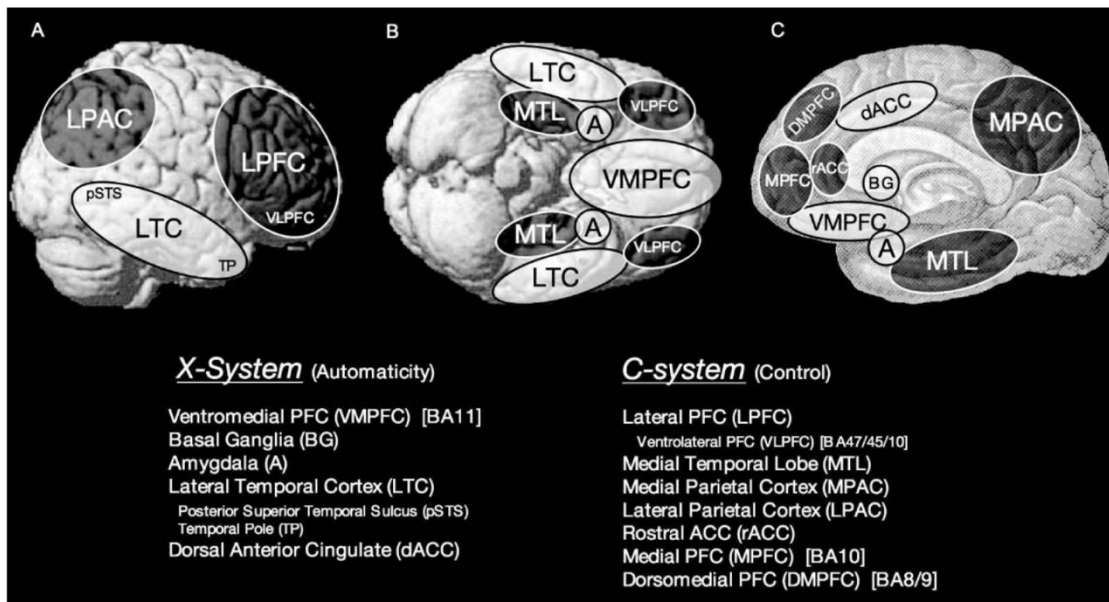 A
B
C
LPAC
LPFC
VLPFC
pSTS
LTC
TP
LTC
MTL
VLPFC
A
VMPFC
A
MTL
VLPFC
LTC
DMPFC
dACC
MPAC
MPFC
rACC
BG
VMPFC
A
MTL
X-System (Automaticity)
Ventromedial PFC (VMPFC) [BA11]
Basal Ganglia (BG)
Amygdala (A)
Lateral Temporal Cortex (LTC)
Posterior Superior Temporal Sulcus (pSTS)
Temporal Pole (TP)
Dorsal Anterior Cingulate (dACC)
C-system (Control)
Lateral PFC (LPFC)
Ventrolateral PFC (VLPFC) [BA47/45/10]
Medial Temporal Lobe (MTL)
Medial Parietal Cortex (MPAC)
Lateral Parietal Cortex (LPAC)
Rostral ACC (rACC)
Medial PFC (MPFC) [BA10]
Dorsomedial PFC (DMPFC) [BA8/9]